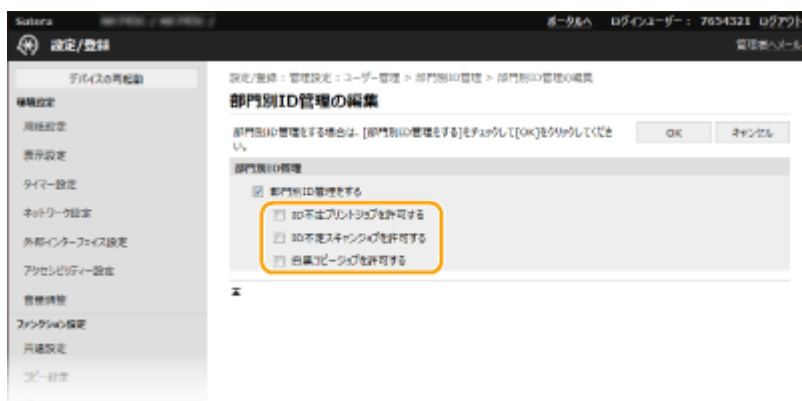 Satera
ポータルへ ログインユーザー： 7654321 ログアウト
設定/登録
管理者へメール
デバイスの再起動
設定/登録：管理設定：ユーザー管理 > 部門別ID管理 > 部門別ID管理の編集
環境設定
部門別ID管理の編集
用紙設定
部門別ID管理をする場合は、[部門別ID管理をする]をチェックして[OK]をクリックしてくださ
い。
OK キャンセル
表示設定
部門別ID管理
タイマー設定
部門別ID管理をする
ネットワーク設定
ID不定プリントジョブを許可する
外部インターフェイス設定
ID不定スキャンジョブを許可する
アクセシビリティー設定
白黒コピージョブを許可する
音量調整
ファンクション設定
共通設定
コピー設定